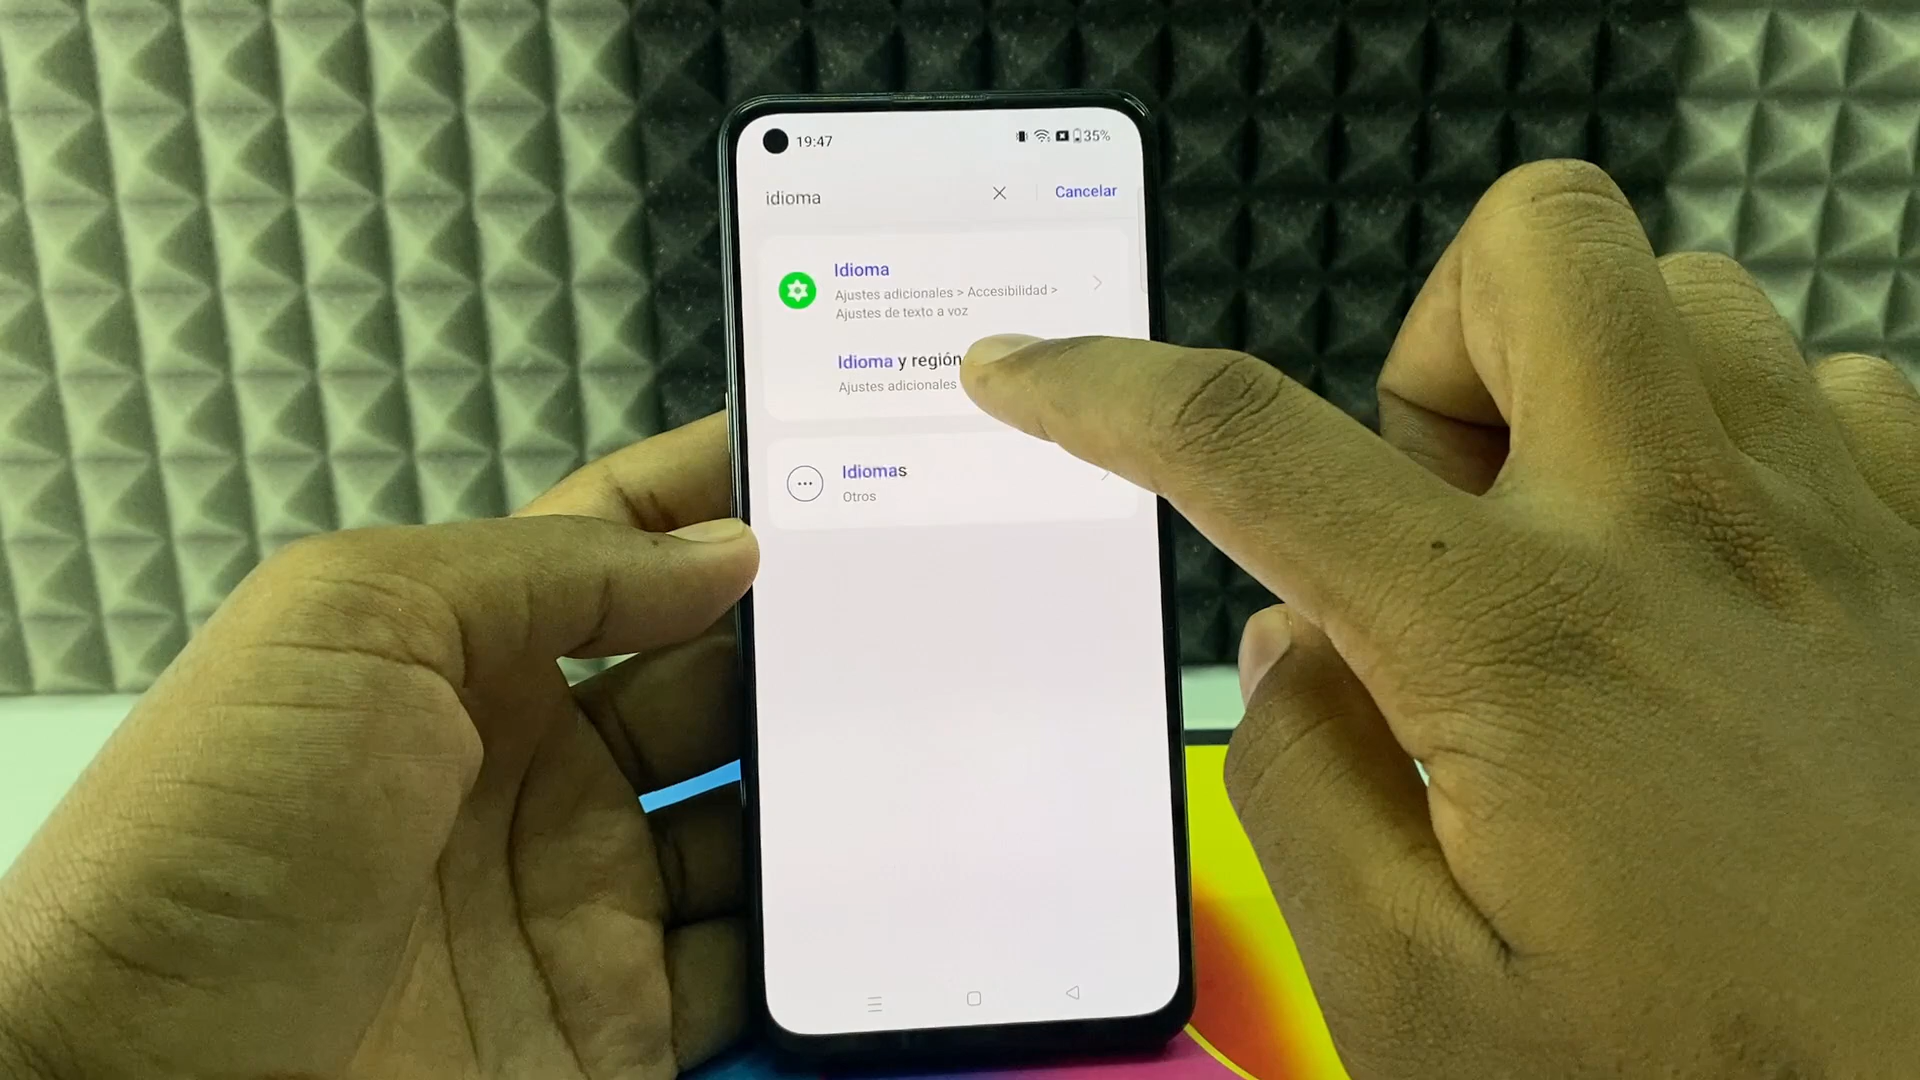 19:47
35%
idioma
Cancelar
Idioma
Ajustes adicionales > Accesibilidad >
Ajustes de texto a voz
Idioma y región
Ajustes adicionales
Idiomas
Otros